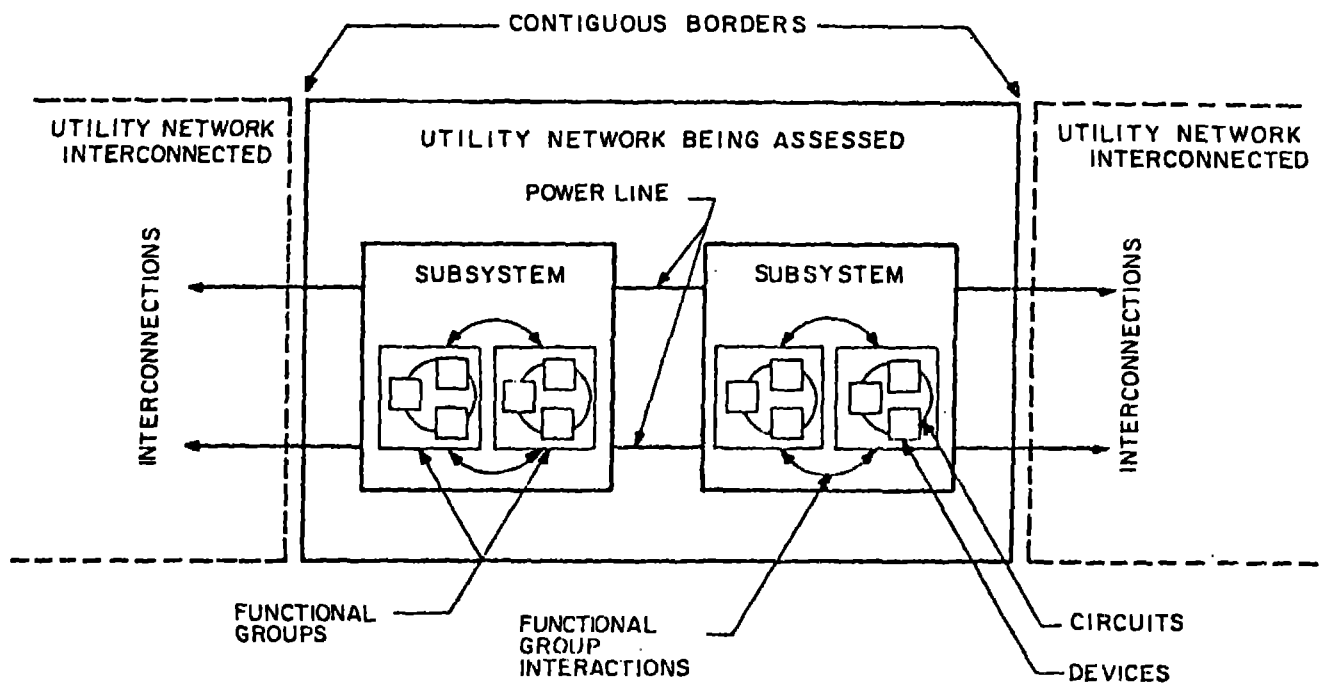 CONTIGUOUS BORDERS
UTILITY NETWORK
INTERCONNECTED
UTILITY NETWORK BEING ASSESSED
UTILITY NETWORK
INTERCONNECTED
POWER LINE
INTERCONNECTIONS
SUBSYSTEM
SUBSYSTEM
INTERCONNECTIONS
FUNCTIONAL
GROUPS
FUNCTIONAL
GROUP
INTERACTIONS
CIRCUITS
DEVICES